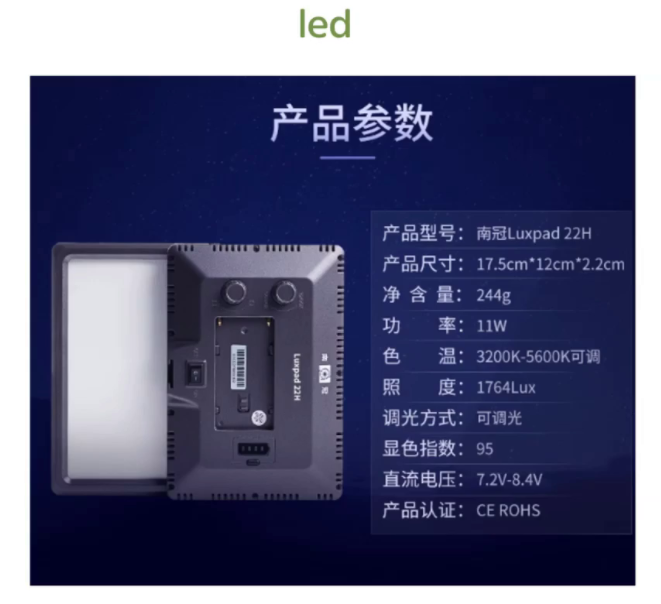 led
产品参数
产品型号：南冠Luxpad 22H
产品尺寸：17.5cm*12cm*2.2cm
净 含 量：244g
功 率：11W
色 温：3200K-5600K可调
照 度：1764Lux
调光方式：可调光
显色指数：95
直流电压：7.2V-8.4V
产品认证：CE ROHS
Luxpad 22H
南冠